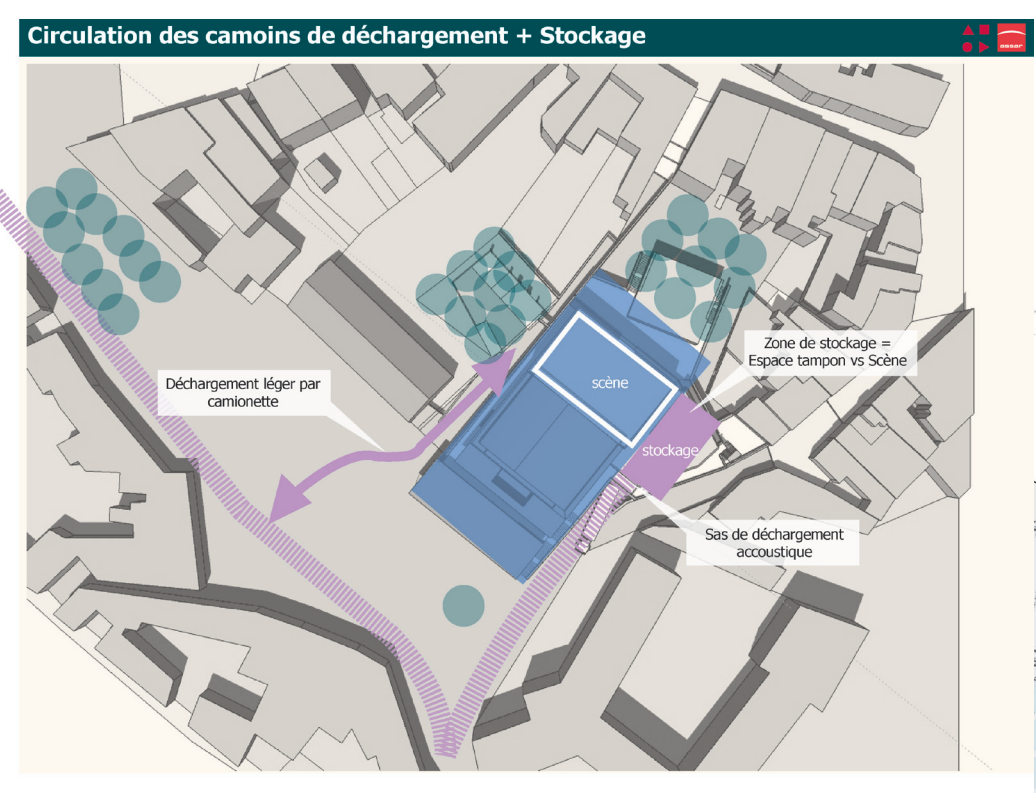 Circulation des camoins de déchargement + Stockage
assar
Zone de stockage =
Espace tampon vs Scène
Déchargement léger par
camionette
scène
stockage
Sas de déchargement
accoustique